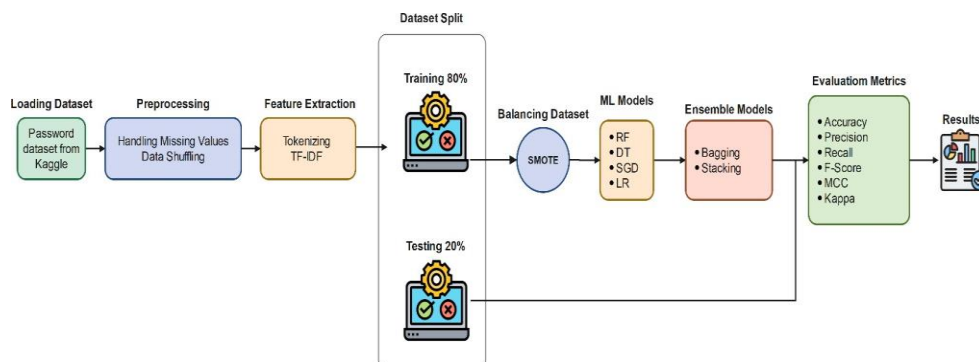 Dataset Split
Training 80%
Testing 20%
Loading Dataset
Password
dataset from
Kaggle
Preprocessing
Handling Missing Values
Data Shuffling
Feature Extraction
Tokenizing
TF-IDF
Balancing Dataset
SMOTE
ML Models
• RF
• DT
• SGD
• LR
Ensemble Models
• Bagging
• Stacking
Evaluatiom Metrics
• Accuracy
• Precision
• Recall
• F-Score
• MCC
• Kappa
Results